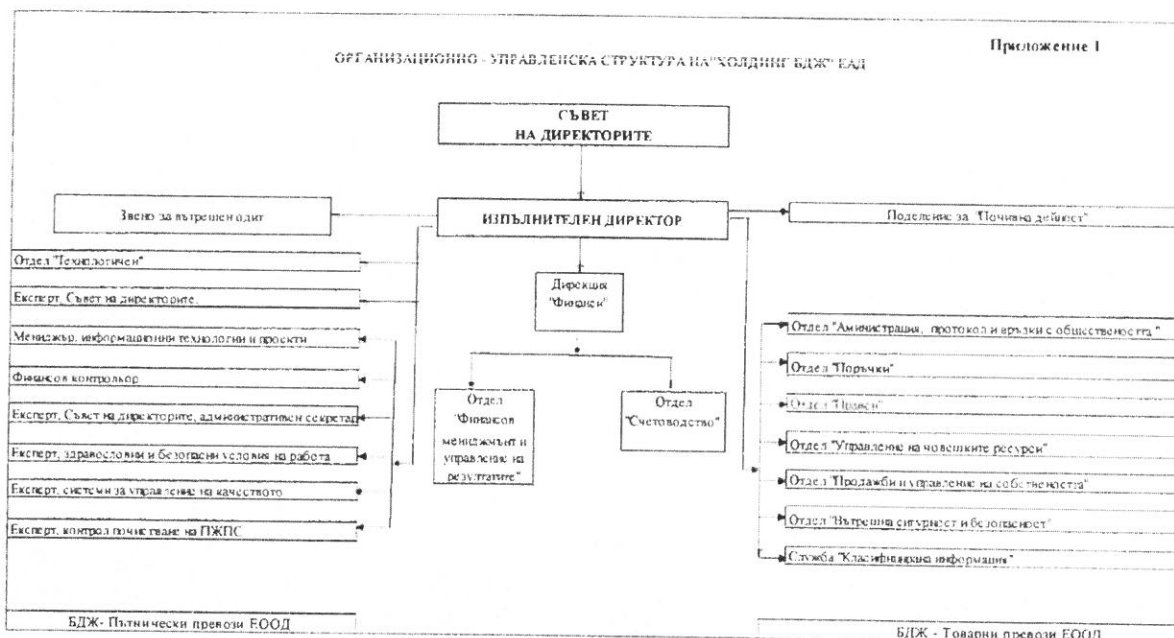 Приложение 1
ОРГАНИЗАЦИОННО - УПРАВЛЕНСКА СТРУКТУРА НА "ХОЛДИНГ БДЖ" ЕАД
СЪВЕТ
НА ДИРЕКТОРИТЕ
Звено за вътрешен одит
ИЗПЪЛНИТЕЛЕН ДИРЕКТОР
Поделение за "Почивна дейност"
Отдел "Технологичен"
Експерт, Съвет на директорите.
Мениджър, информационни технологии и проекти
Финансов контрольор
Експерт, Съвет на директорите, административен секретар
Експерт, здравословни и безопасни условия на работа
Експерт, системи за управление на качеството
Експерт, контрол почистване на ПЖПС
Дирекция
"Финанси"
Отдел
"Финансов
мениджмънт и
управление на
резултатите"
Отдел
"Счетоводство"
Отдел "Аминистрация, протокол и връзки с обществеността "
Отдел "Поръчки"
Отдел "Правен"
Отдел "Управление на човешките ресурси"
Отдел "Продажби и управление на собствеността"
Отдел "Вътрешна сигурност и безопасност"
Служба "Класифицирана информация"
БДЖ- Пътнически превози ЕООД
БДЖ - Товарни превози ЕООД